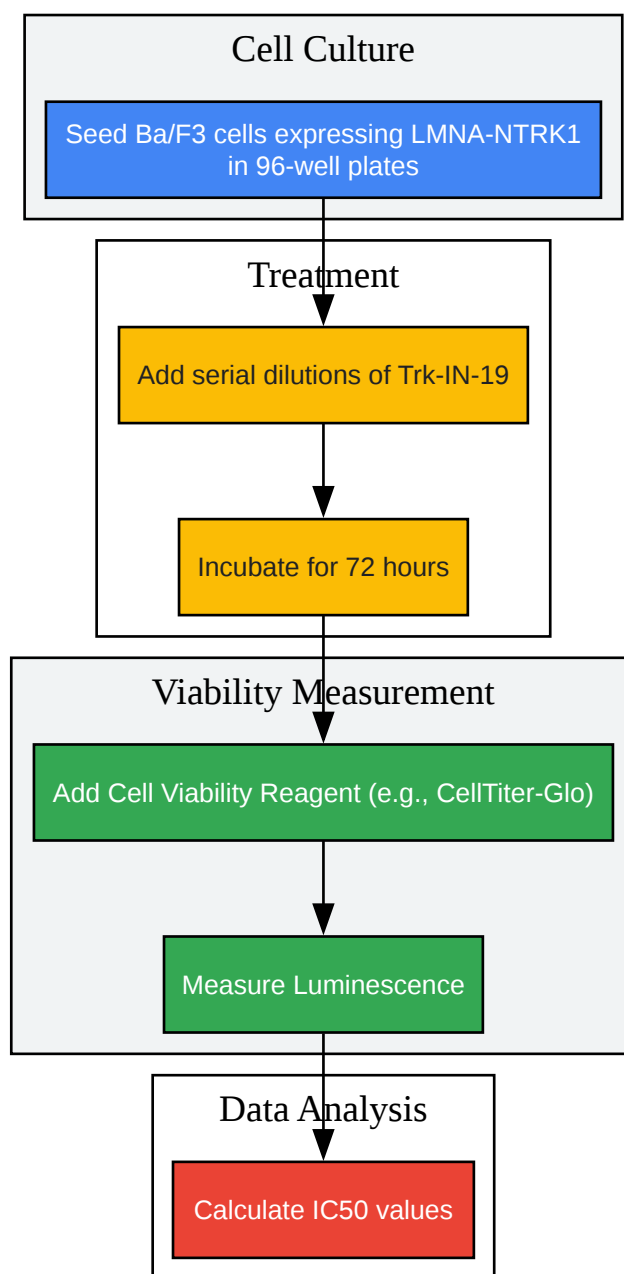 Cell Culture
Seed Ba/F3 cells expressing LMNA-NTRK1
in 96-well plates
Treatment
Add serial dilutions of Trk-IN-19
Incubate for 72 hours
Viability Measurement
Add Cell Viability Reagent (e.g., CellTiter-Glo)
Measure Luminescence
Data Analysis
Calculate IC50 values